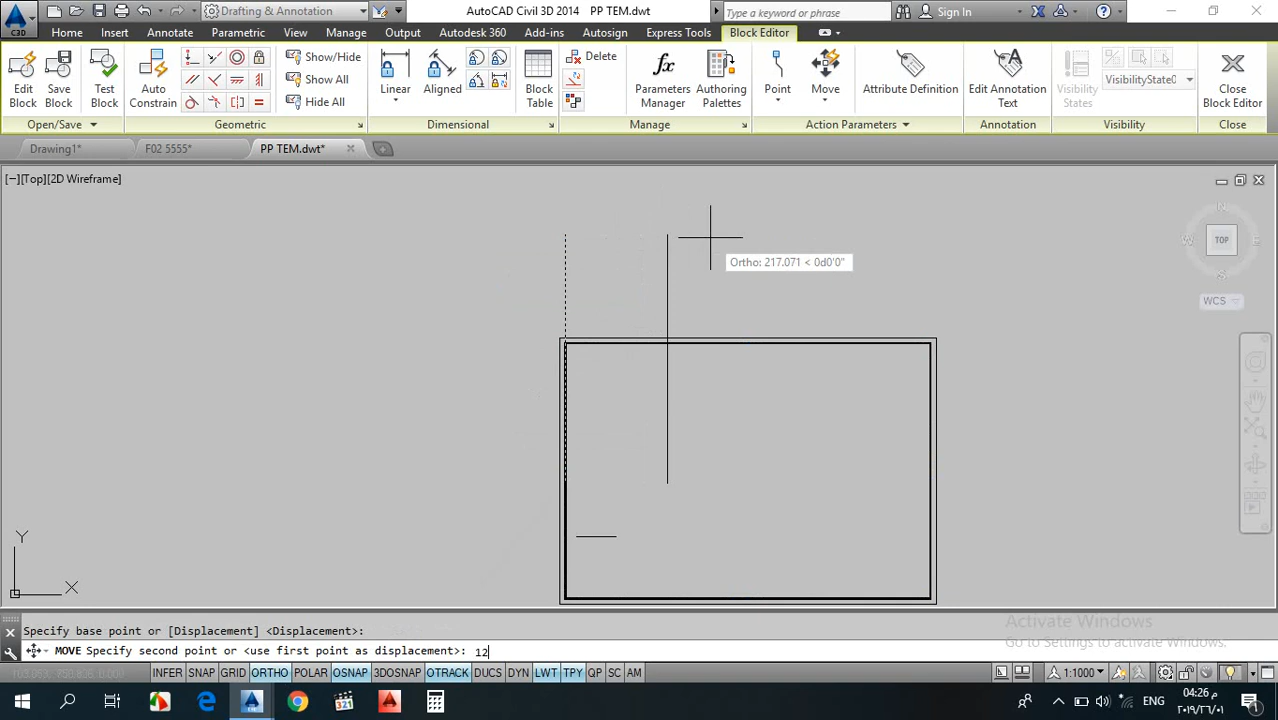 Drafting & Annotation
AutoCAD Civil 3D 2014 PP TEM.dwt
Type a keyword or phrase
Sign In
C3D
Home Insert Annotate Parametric View Manage Output Autodesk 360 Add-ins Autosign Express Tools Block Editor
Edit Block
Save Block
Test Block
Auto Constrain
Show/Hide
Show All
Hide All
Linear
Aligned
Block Table
Delete
Parameters Manager
Authoring Palettes
Point
Move
Attribute Definition
Edit Annotation Text
Visibility States
VisibilityState0
Close Block Editor
Open/Save Geometric Dimensional Manage Action Parameters Annotation Visibility Close
Drawing1* F02 5555* PP TEM.dwt*
[−][Top][2D Wireframe]
N
W TOP E
S
WCS
Ortho: 217.071 < 0d0'0"
Y
X
Activate Windows
Go to Settings to activate Windows.
Specify base point or [Displacement] <Displacement>:
MOVE Specify second point or <use first point as displacement>: 12
INFER SNAP GRID ORTHO POLAR OSNAP 3DOSNAP OTRACK DUCS DYN LWT TPY QP SC AM
1:1000
321
ENG
04:26 م